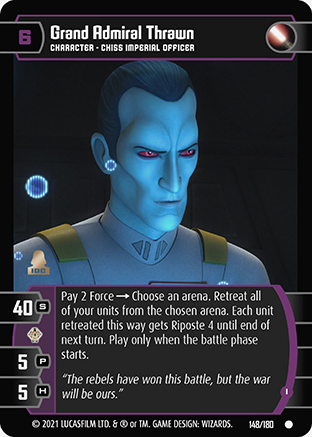 6
Grand Admiral Thrawn
CHARACTER - CHISS IMPERIAL OFFICER
IBC
40 S
Pay 2 Force → Choose an arena. Retreat all
of your units from the chosen arena. Each unit
retreated this way gets Riposte 4 until end of
next turn. Play only when the battle phase
starts.
5 P
"The rebels have won this battle, but the war
will be ours."
5 H
1
© 2021 LUCASFILM LTD. & ® or TM. GAME DESIGN: WIZARDS.
148/180